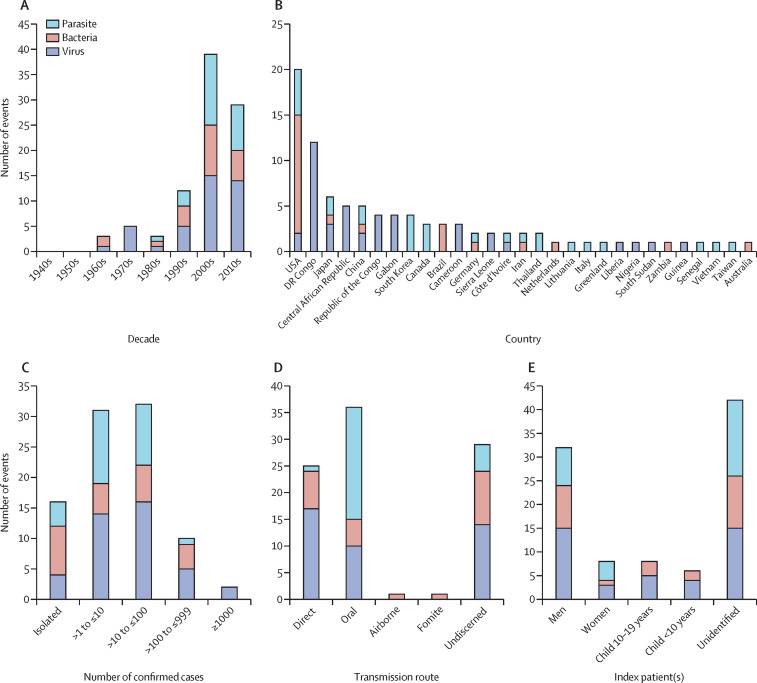 A
Parasite
Bacteria
Virus
45
40
35
30
25
20
15
10
5
0
Number of events
1940s
1950s
1960s
1970s
1980s
1990s
2000s
2010s
Decade
B
25
20
15
10
5
0
USA
DR Congo
Japan
Central African Republic
China
Republic of the Congo
Gabon
South Korea
Canada
Brazil
Cameroon
Germany
Sierra Leone
Côte d'Ivoire
Iran
Thailand
Netherlands
Lithuania
Italy
Greenland
Liberia
Nigeria
South Sudan
Zambia
Guinea
Senegal
Vietnam
Taiwan
Australia
Country
C
35
30
25
20
15
10
5
0
Number of events
Isolated
>1 to ≤10
>10 to ≤100
>100 to ≤999
≥1000
Number of confirmed cases
D
40
35
30
25
20
15
10
5
0
Direct
Oral
Airborne
Fomite
Undiscerned
Transmission route
E
45
40
35
30
25
20
15
10
5
0
Men
Women
Child 10–19 years
Child <10 years
Unidentified
Index patient(s)